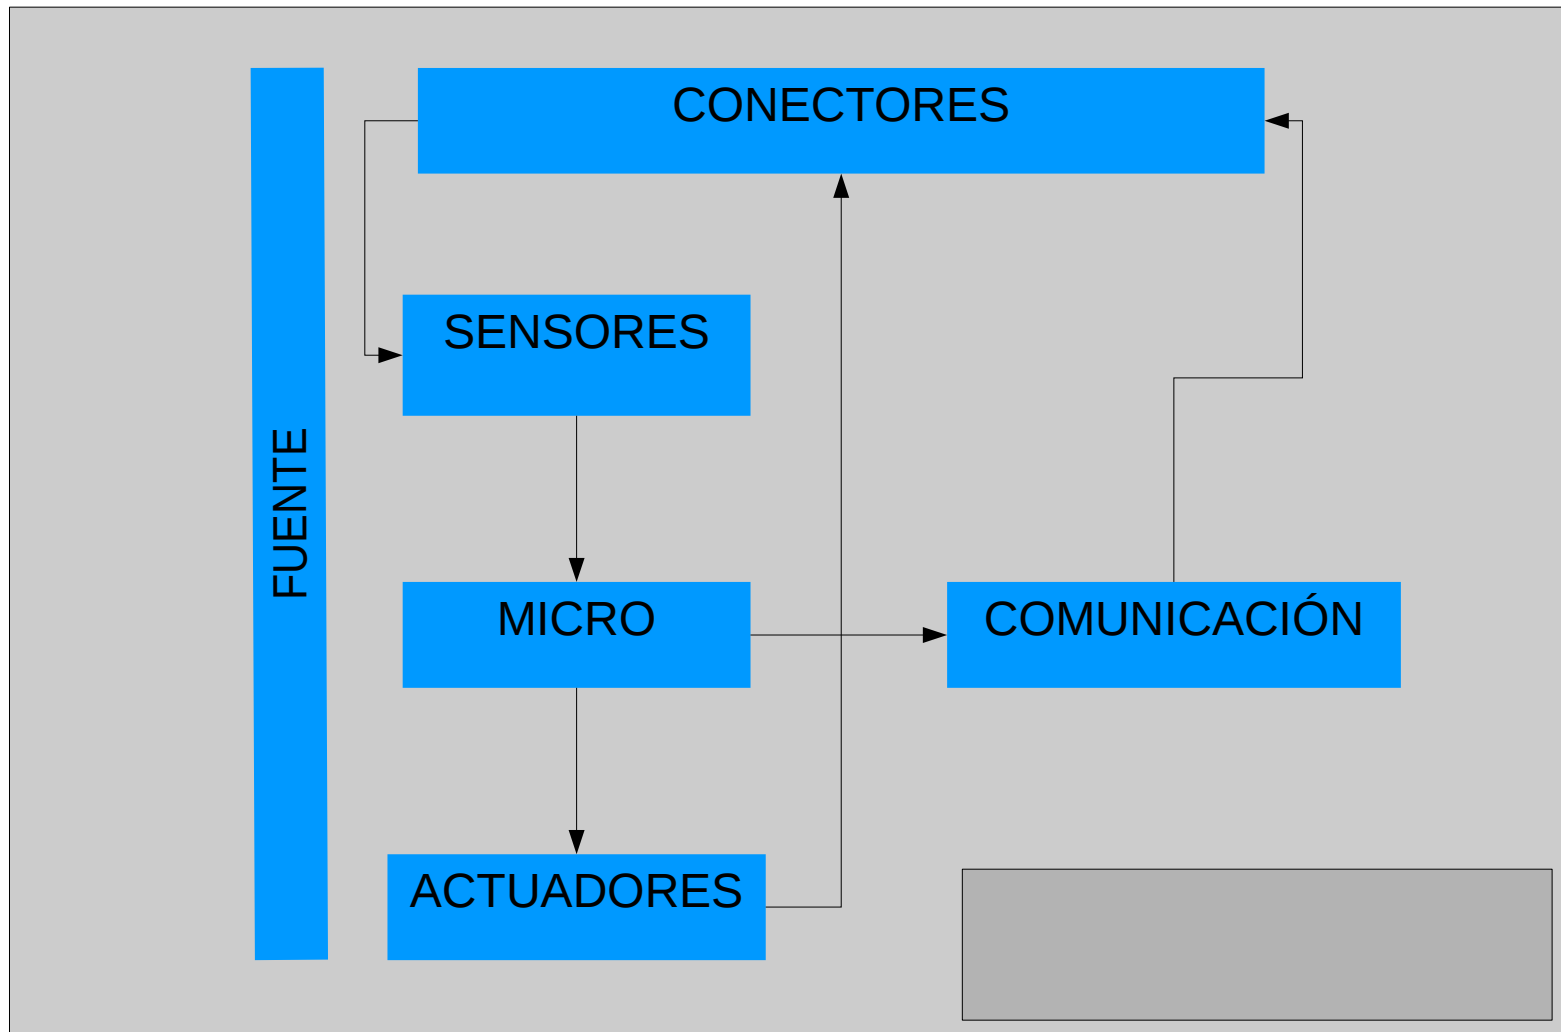 CONECTORES
SENSORES
FUENTE
MICRO
COMUNICACIÓN
ACTUADORES